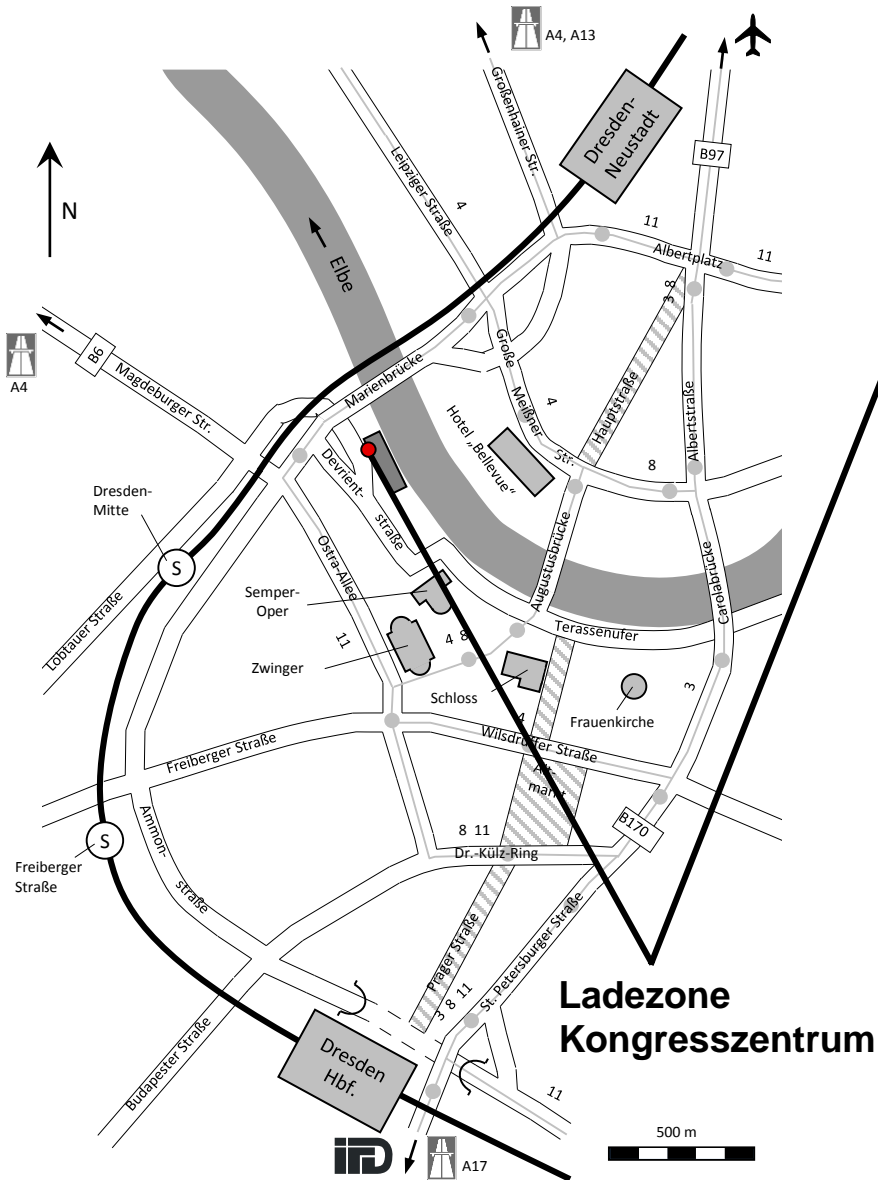 A4, A13
Großenhainer Str.
Dresden-
Neustadt
B97
Leipziger Straße
4
N
11
Albertplatz
11
Elbe
3 8
B6
A4
Magdeburger Str.
Marienbrücke
Große
Meißner
Str.
4
Hauptstraße
Albertstraße
Hotel „Bellevue“
8
Devrient-
straße
Dresden-
Mitte
S
Ostra-Allee
11
Augustusbrücke
Carolabrücke
Semper-
Oper
Löbtauer Straße
4 8
Terassenufer
Zwinger
Schloss
3
Frauenkirche
4
Wilsdruffer Straße
Freiberger Straße
Alt-
markt
Ammon-
straße
8 11
B170
S
Dr.-Külz-Ring
Freiberger
Straße
Prager Straße
St. Petersburger Straße
3 8 11
Ladezone
Kongresszentrum
Budapester Straße
Dresden
Hbf.
11
500 m
IFD
A17